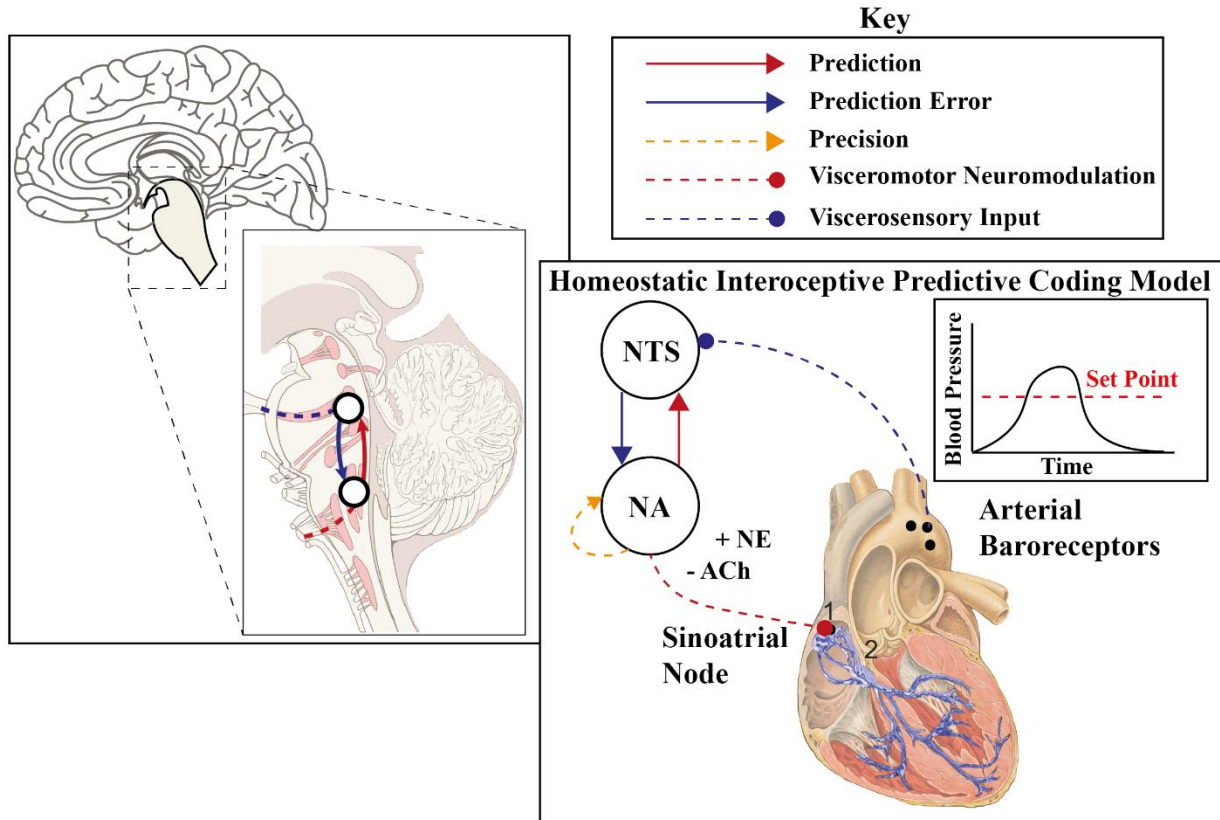 Key
Prediction
Prediction Error
Precision
Visceromotor Neuromodulation
Viscerosensory Input
Homeostatic Interoceptive Predictive Coding Model
NTS
NA
+ NE
- ACh
Sinoatrial
Node
1
2
Blood Pressure
Set Point
Time
Arterial
Baroreceptors